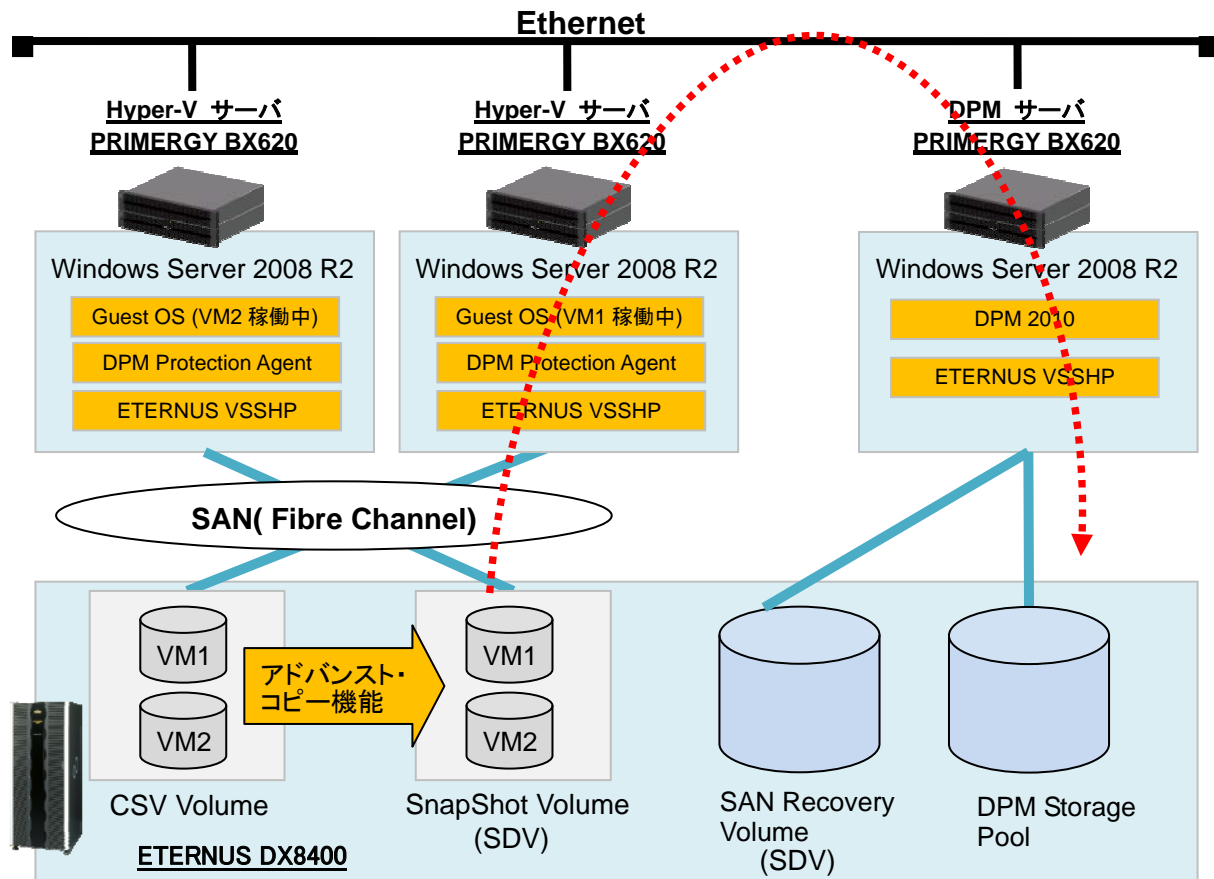 Ethernet
Hyper-V サーバ
PRIMERGY BX620
Hyper-V サーバ
PRIMERGY BX620
DPM サーバ
PRIMERGY BX620
Windows Server 2008 R2
Guest OS (VM2 稼働中)
DPM Protection Agent
ETERNUS VSSHP
Windows Server 2008 R2
Guest OS (VM1 稼働中)
DPM Protection Agent
ETERNUS VSSHP
Windows Server 2008 R2
DPM 2010
ETERNUS VSSHP
SAN( Fibre Channel)
VM1
VM2
アドバンスト・
コピー機能
VM1
VM2
CSV Volume
SnapShot Volume
(SDV)
SAN Recovery
Volume
(SDV)
DPM Storage
Pool
ETERNUS DX8400